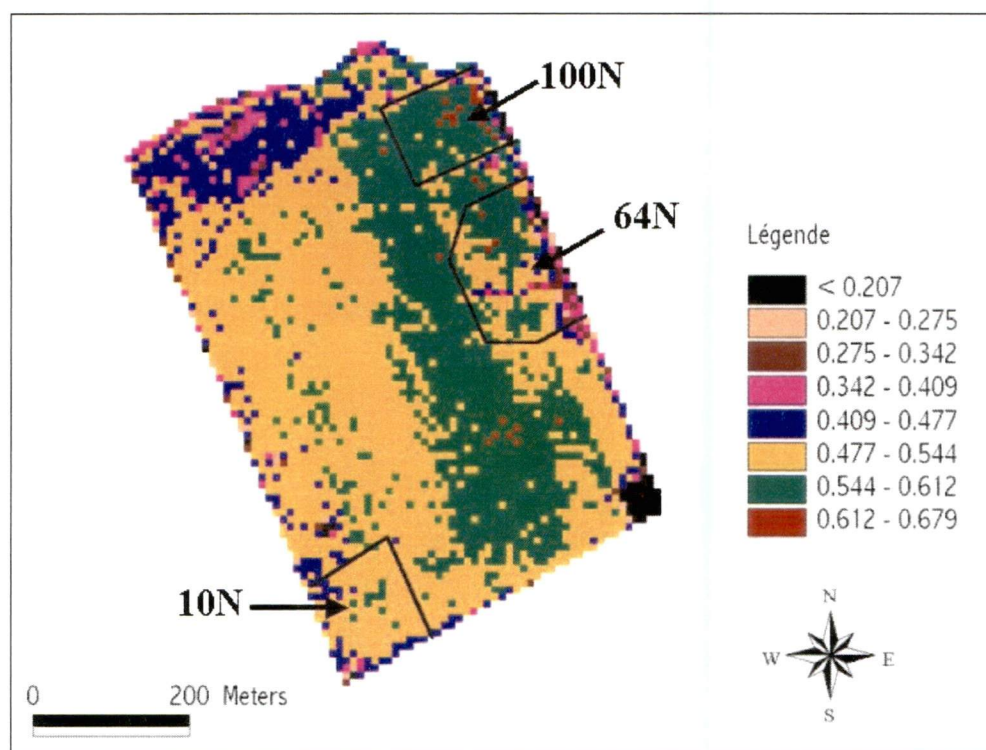 100N
64N
10N
Légende
< 0.207
0.207 - 0.275
0.275 - 0.342
0.342 - 0.409
0.409 - 0.477
0.477 - 0.544
0.544 - 0.612
0.612 - 0.679
N
W E
S
0 200 Meters